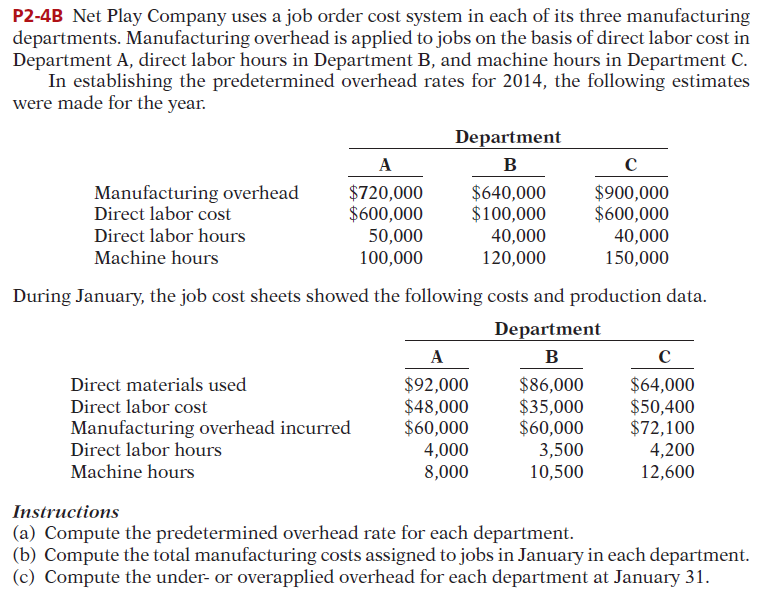 P2-4B Net Play Company uses a job order cost system in each of its three manufacturing
departments. Manufacturing overhead is applied to jobs on the basis of direct labor cost in
Department A, direct labor hours in Department B, and machine hours in Department C.
In establishing the predetermined overhead rates for 2014, the following estimates
were made for the year.
Department
A B C
Manufacturing overhead $720,000 $640,000 $900,000
Direct labor cost $600,000 $100,000 $600,000
Direct labor hours 50,000 40,000 40,000
Machine hours 100,000 120,000 150,000
During January, the job cost sheets showed the following costs and production data.
Department
A B C
Direct materials used $92,000 $86,000 $64,000
Direct labor cost $48,000 $35,000 $50,400
Manufacturing overhead incurred $60,000 $60,000 $72,100
Direct labor hours 4,000 3,500 4,200
Machine hours 8,000 10,500 12,600
Instructions
(a) Compute the predetermined overhead rate for each department.
(b) Compute the total manufacturing costs assigned to jobs in January in each department.
(c) Compute the under- or overapplied overhead for each department at January 31.